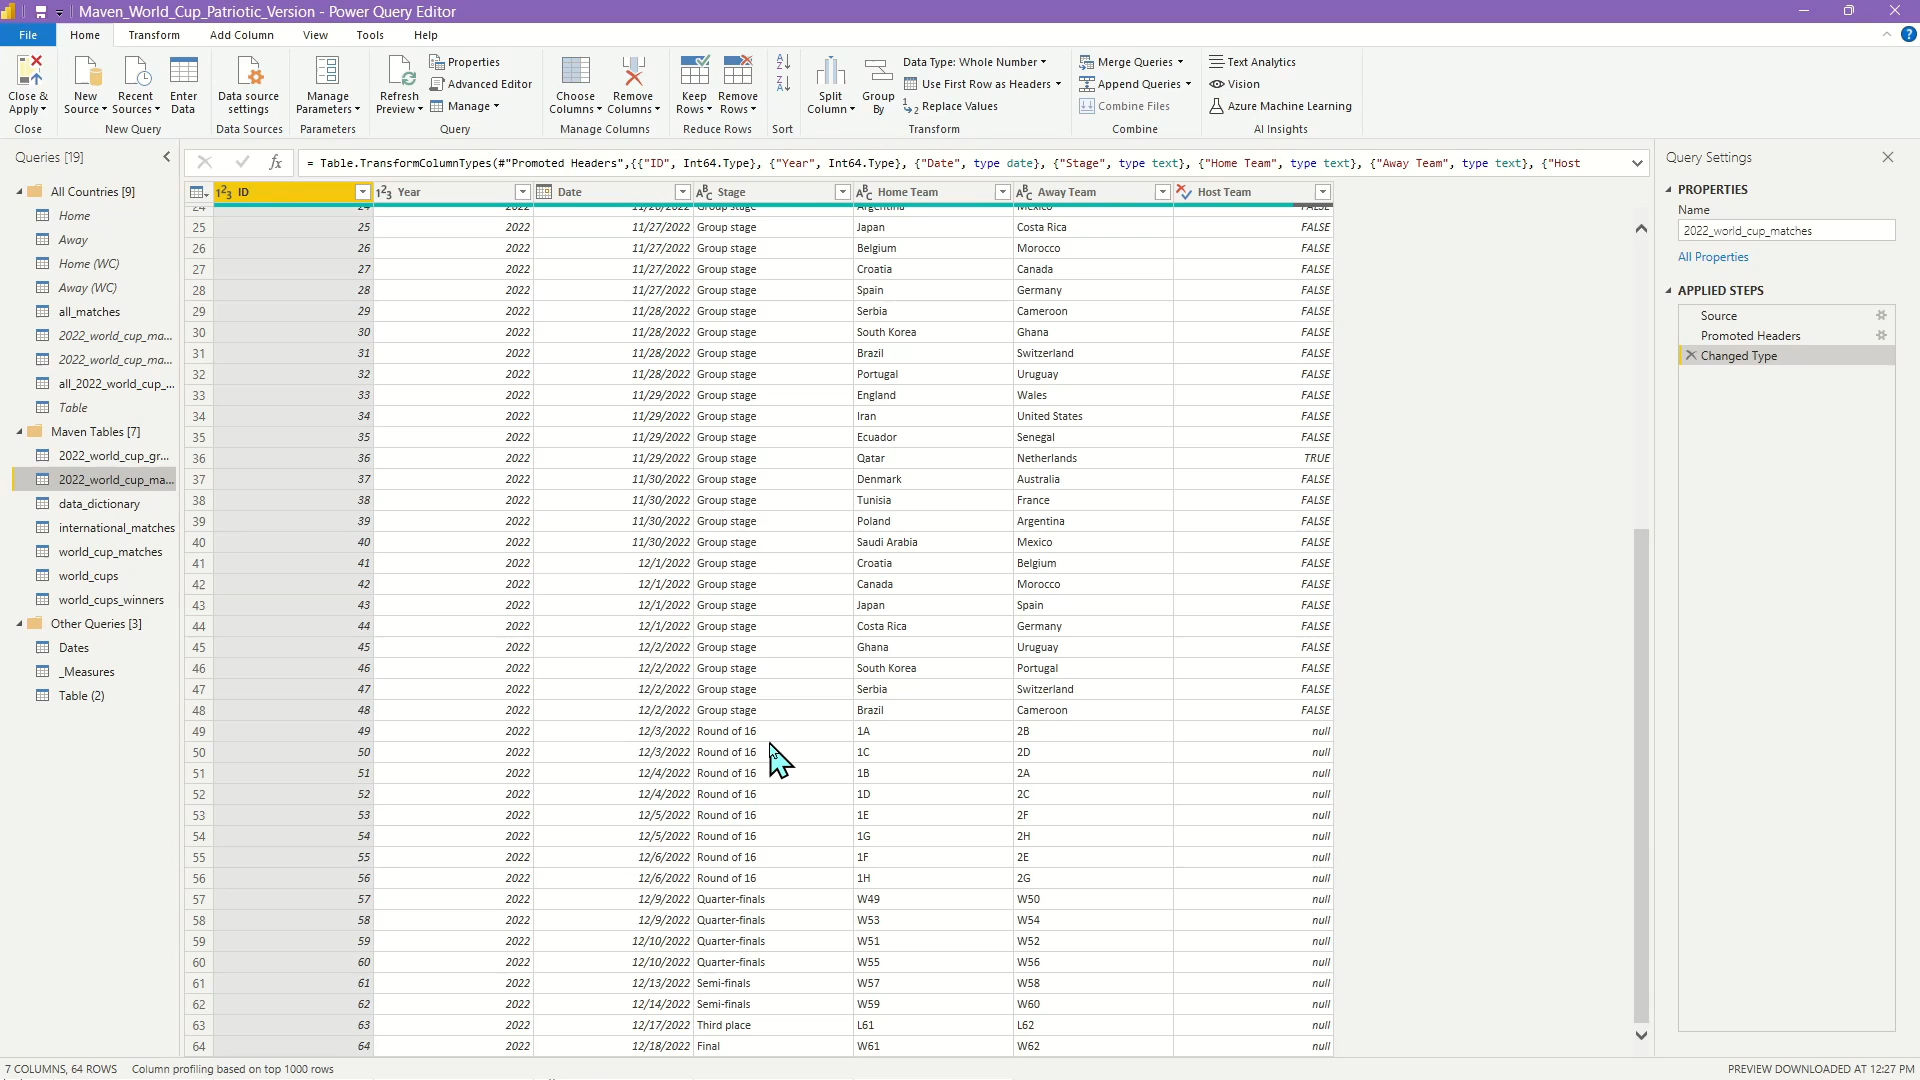 Maven_World_Cup_Patriotic_Version - Power Query Editor
File Home Transform Add Column View Tools Help
Close & Apply
Close
New Source
Recent Sources
Enter Data
New Query
Data source settings
Data Sources
Manage Parameters
Parameters
Refresh Preview
Properties
Advanced Editor
Manage
Query
Choose Columns
Remove Columns
Manage Columns
Keep Rows
Remove Rows
Reduce Rows
Sort
Split Column
Group By
Data Type: Whole Number
Use First Row as Headers
Replace Values
Transform
Merge Queries
Append Queries
Combine Files
Combine
Text Analytics
Vision
Azure Machine Learning
AI Insights
Queries [19]
All Countries [9]
Home
Away
Home (WC)
Away (WC)
all_matches
2022_world_cup_ma...
2022_world_cup_ma...
all_2022_world_cup_...
Table
Maven Tables [7]
2022_world_cup_gr...
2022_world_cup_ma...
data_dictionary
international_matches
world_cup_matches
world_cups
world_cups_winners
Other Queries [3]
Dates
_Measures
Table (2)
fx = Table.TransformColumnTypes(#"Promoted Headers",{{"ID", Int64.Type}, {"Year", Int64.Type}, {"Date", type date}, {"Stage", type text}, {"Home Team", type text}, {"Away Team", type text}, {"Host
ID Year Date Stage Home Team Away Team Host Team
24 24 2022 11/26/2022 Group stage Argentina Mexico FALSE
25 25 2022 11/27/2022 Group stage Japan Costa Rica FALSE
26 26 2022 11/27/2022 Group stage Belgium Morocco FALSE
27 27 2022 11/27/2022 Group stage Croatia Canada FALSE
28 28 2022 11/27/2022 Group stage Spain Germany FALSE
29 29 2022 11/28/2022 Group stage Serbia Cameroon FALSE
30 30 2022 11/28/2022 Group stage South Korea Ghana FALSE
31 31 2022 11/28/2022 Group stage Brazil Switzerland FALSE
32 32 2022 11/28/2022 Group stage Portugal Uruguay FALSE
33 33 2022 11/29/2022 Group stage England Wales FALSE
34 34 2022 11/29/2022 Group stage Iran United States FALSE
35 35 2022 11/29/2022 Group stage Ecuador Senegal FALSE
36 36 2022 11/29/2022 Group stage Qatar Netherlands TRUE
37 37 2022 11/30/2022 Group stage Denmark Australia FALSE
38 38 2022 11/30/2022 Group stage Tunisia France FALSE
39 39 2022 11/30/2022 Group stage Poland Argentina FALSE
40 40 2022 11/30/2022 Group stage Saudi Arabia Mexico FALSE
41 41 2022 12/1/2022 Group stage Croatia Belgium FALSE
42 42 2022 12/1/2022 Group stage Canada Morocco FALSE
43 43 2022 12/1/2022 Group stage Japan Spain FALSE
44 44 2022 12/1/2022 Group stage Costa Rica Germany FALSE
45 45 2022 12/2/2022 Group stage Ghana Uruguay FALSE
46 46 2022 12/2/2022 Group stage South Korea Portugal FALSE
47 47 2022 12/2/2022 Group stage Serbia Switzerland FALSE
48 48 2022 12/2/2022 Group stage Brazil Cameroon FALSE
49 49 2022 12/3/2022 Round of 16 1A 2B null
50 50 2022 12/3/2022 Round of 16 1C 2D null
51 51 2022 12/4/2022 Round of 16 1B 2A null
52 52 2022 12/4/2022 Round of 16 1D 2C null
53 53 2022 12/5/2022 Round of 16 1E 2F null
54 54 2022 12/5/2022 Round of 16 1G 2H null
55 55 2022 12/6/2022 Round of 16 1F 2E null
56 56 2022 12/6/2022 Round of 16 1H 2G null
57 57 2022 12/9/2022 Quarter-finals W49 W50 null
58 58 2022 12/9/2022 Quarter-finals W53 W54 null
59 59 2022 12/10/2022 Quarter-finals W51 W52 null
60 60 2022 12/10/2022 Quarter-finals W55 W56 null
61 61 2022 12/13/2022 Semi-finals W57 W58 null
62 62 2022 12/14/2022 Semi-finals W59 W60 null
63 63 2022 12/17/2022 Third place L61 L62 null
64 64 2022 12/18/2022 Final W61 W62 null
Query Settings
PROPERTIES
Name
2022_world_cup_matches
All Properties
APPLIED STEPS
Source
Promoted Headers
Changed Type
7 COLUMNS, 64 ROWS Column profiling based on top 1000 rows
PREVIEW DOWNLOADED AT 12:27 PM